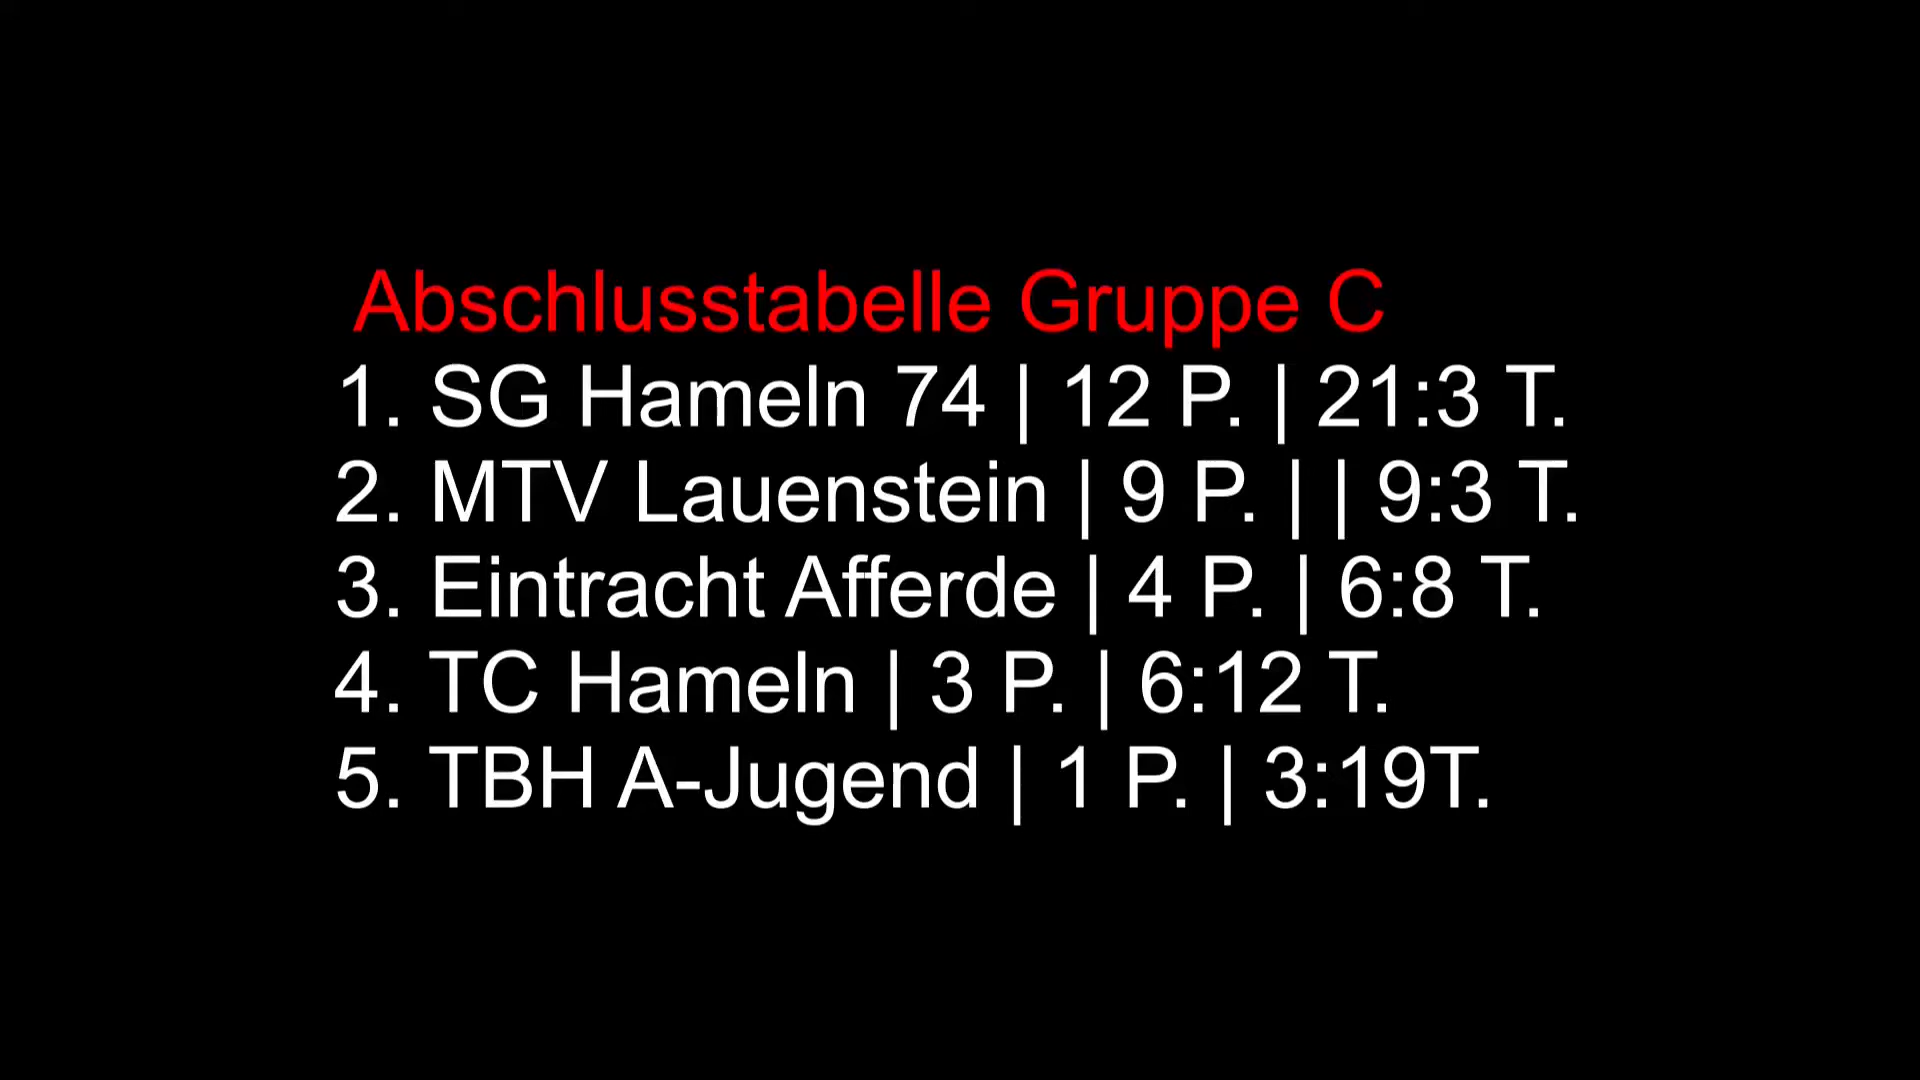 Abschlusstabelle Gruppe C
1. SG Hameln 74 | 12 P. | 21:3 T.
2. MTV Lauenstein | 9 P. | | 9:3 T.
3. Eintracht Afferde | 4 P. | 6:8 T.
4. TC Hameln | 3 P. | 6:12 T.
5. TBH A-Jugend | 1 P. | 3:19T.